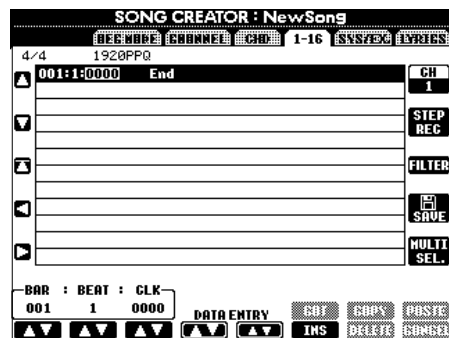 SONG CREATOR : NewSong
REC MODE CHANNEL CHD 1-16 SYS/EX. LYRICS
4/4 1920PPQ
001:1:0000 End
CH
1
STEP
REC
FILTER
SAVE
MULTI
SEL.
BAR : BEAT : CLK
001 1 0000
DATA ENTRY
CUT COPY PASTE
INS DELETE CANCEL